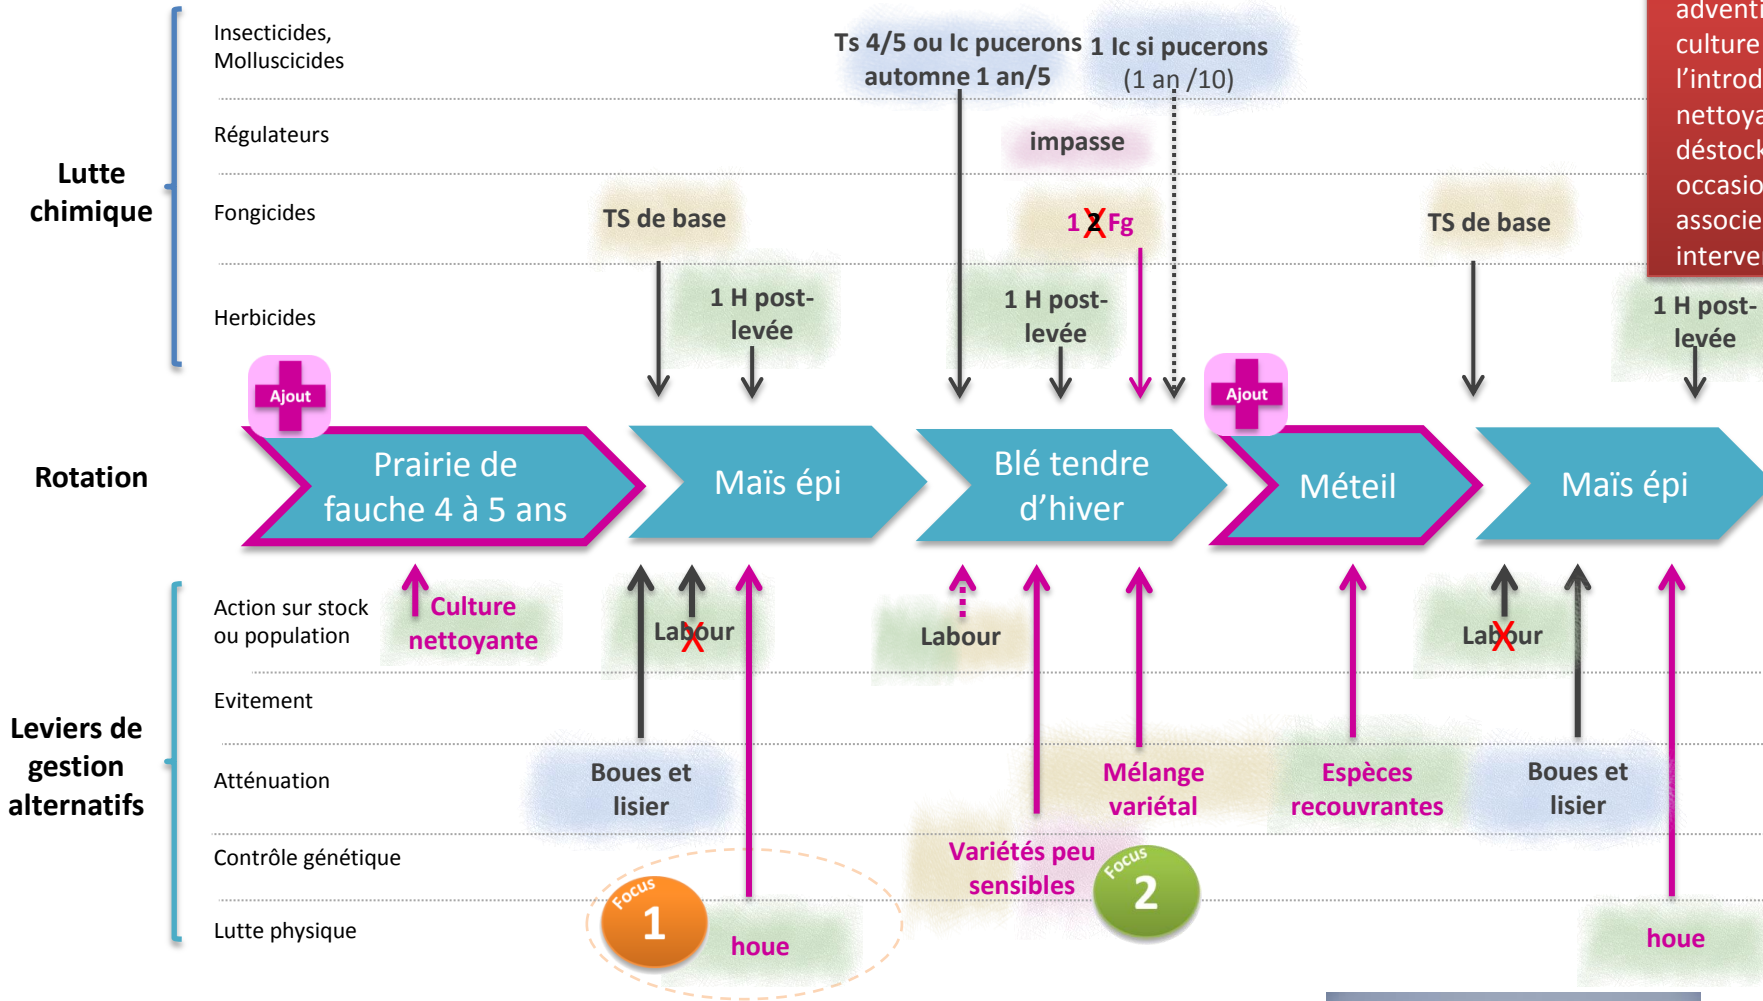 adventi
culture
l'introd
nettoya
déstock
occasio
associe
interve
Insecticides,
Molluscicides
Ts 4/5 ou Ic pucerons
automne 1 an/5
1 Ic si pucerons
(1 an /10)
Régulateurs
impasse
Lutte
chimique
Fongicides
TS de base
1 2 Fg
TS de base
Herbicides
1 H post-
levée
1 H post-
levée
1 H post-
levée
Ajout
Ajout
Rotation
Prairie de
fauche 4 à 5 ans
Maïs épi
Blé tendre
d'hiver
Méteil
Maïs épi
Action sur stock
ou population
Culture
nettoyante
Labour
Labour
Labour
Evitement
Leviers de
gestion
alternatifs
Atténuation
Boues et
lisier
Mélange
variétal
Espèces
recouvrantes
Boues et
lisier
Contrôle génétique
Variétés peu
sensibles
Focus
2
Focus
1
Lutte physique
houe
houe